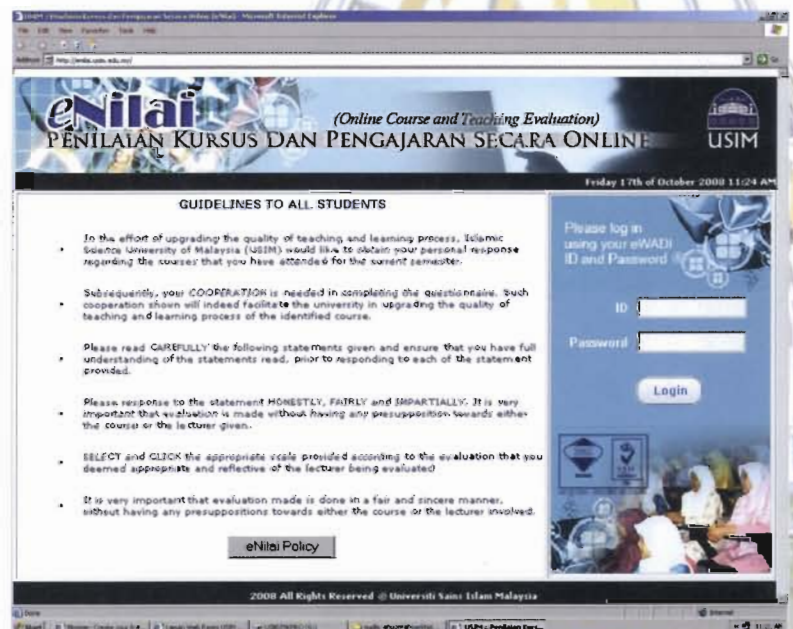 File Edit View Favorites Tools Help
Address
eNilai
(Online Course and Teaching Evaluation)
PENILAIAN KURSUS DAN PENGAJARAN SECARA ONLINE
USIM
Friday 17th of October 2008 11:24 AM
GUIDELINES TO ALL STUDENTS
In the effort of upgrading the quality of teaching and learning process, Islamic
Science University of Malaysia (USIM) would like to obtain your personal response
regarding the courses that you have attended for the current semester.
Subsequently, your COOPERATION is needed in completing the questionnaire. Such
cooperation shown will indeed facilitate the university in upgrading the quality of
teaching and learning process of the identified course.
Please read CAREFULLY the following statements given and ensure that you have full
understanding of the statements read, prior to responding to each of the statement
provided.
Please response to the statement HONESTLY, FAIRLY and IMPARTIALLY. It is very
important that evaluation is made without having any presupposition towards either
the course or the lecturer given.
SELECT and CLICK the appropriate scale provided according to the evaluation that you
deemed appropriate and reflective of the lecturer being evaluated
It is very important that evaluation made is done in a fair and sincere manner,
without having any presuppositions towards either the course or the lecturer involved.
eNilai Policy
Please log in
using your eWADI
ID and Password
ID
Password
Login
2008 All Rights Reserved @ Universiti Sains Islam Malaysia
Done
Internet